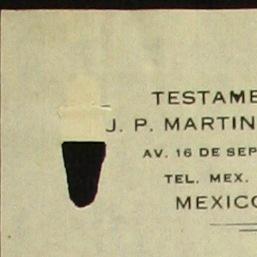 TESTAME
J. P. MARTIN
AV. 16 DE SEP
TEL. MEX.
MEXICO